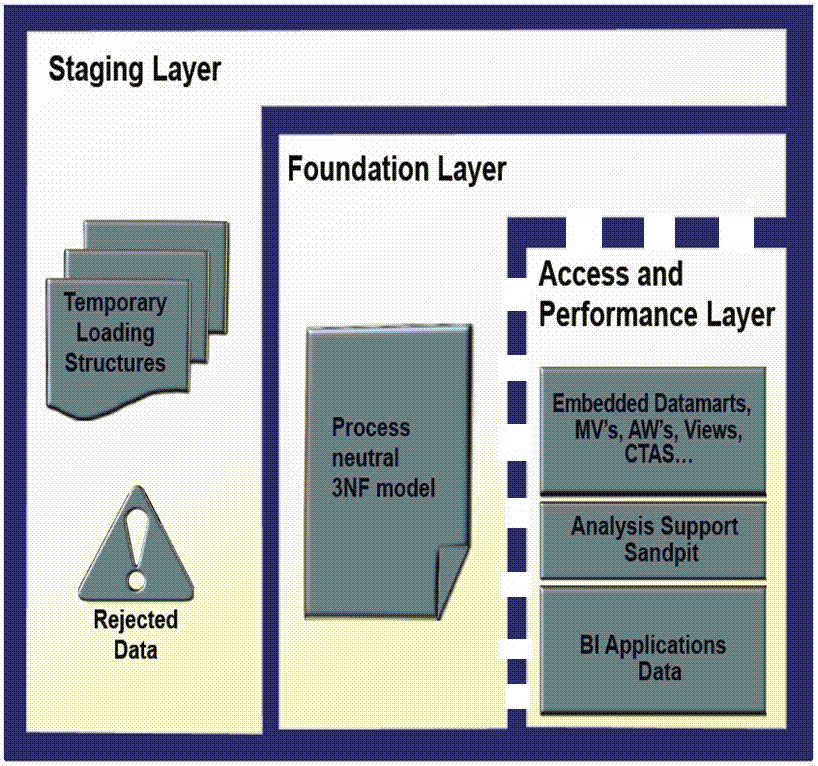 Staging Layer
Foundation Layer
Access and
Performance Layer
Temporary
Loading
Structures
Process
neutral
3NF model
Embedded Datamarts,
MV's, AW's, Views,
CTAS...
Analysis Support
Sandpit
Rejected
Data
BI Applications
Data